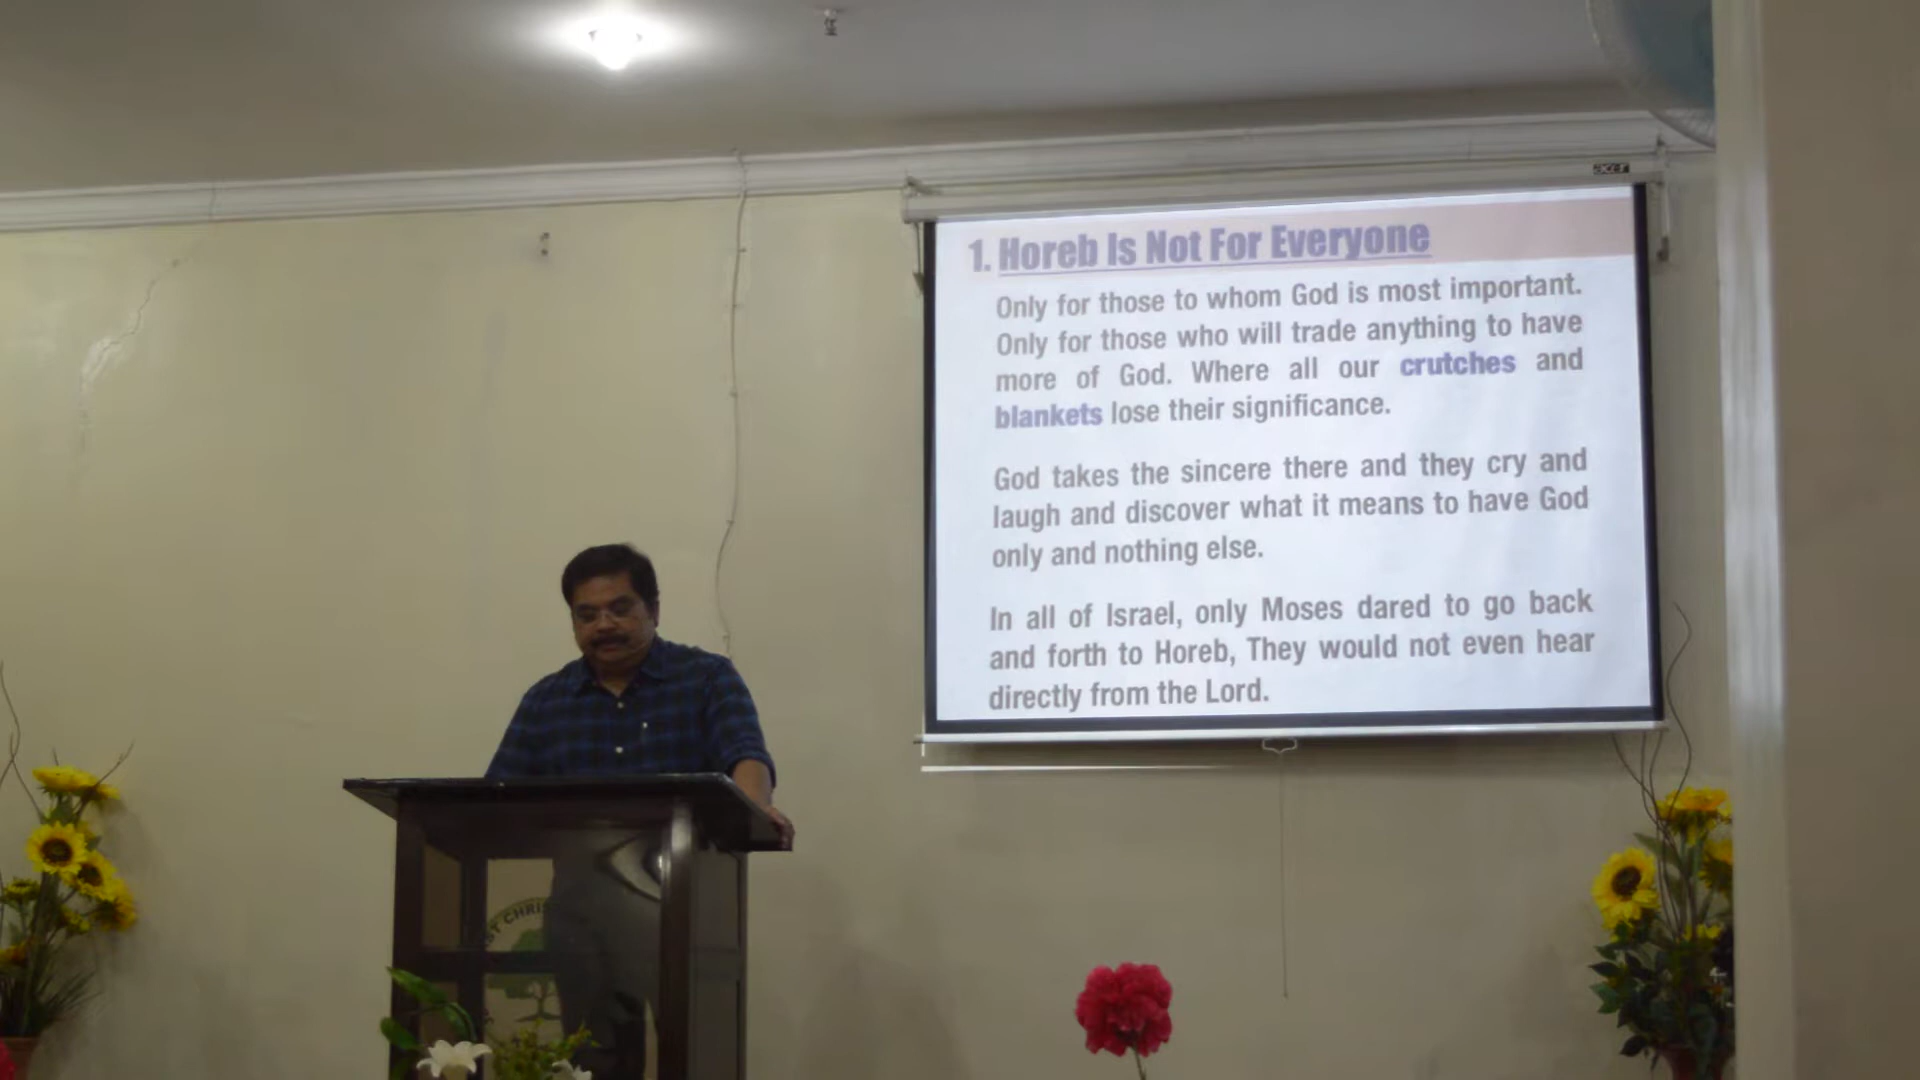 acer
1. Horeb Is Not For Everyone
Only for those to whom God is most important.
Only for those who will trade anything to have
more of God. Where all our crutches and
blankets lose their significance.
God takes the sincere there and they cry and
laugh and discover what it means to have God
only and nothing else.
In all of Israel, only Moses dared to go back
and forth to Horeb, They would not even hear
directly from the Lord.